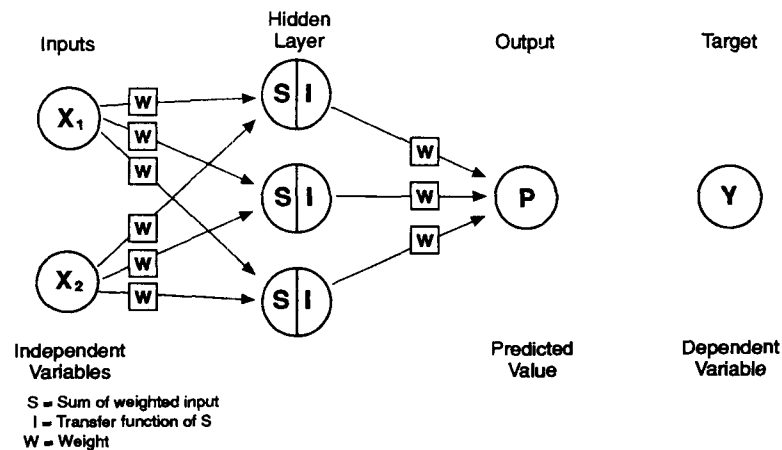 Inputs
Hidden
Layer
Output
Target
X1
W
W
W
S I
W
S I
W
P
Y
W
W
X2
W
W
S I
Independent
Variables
Predicted
Value
Dependent
Variable
S = Sum of weighted input
I = Transfer function of S
W = Weight